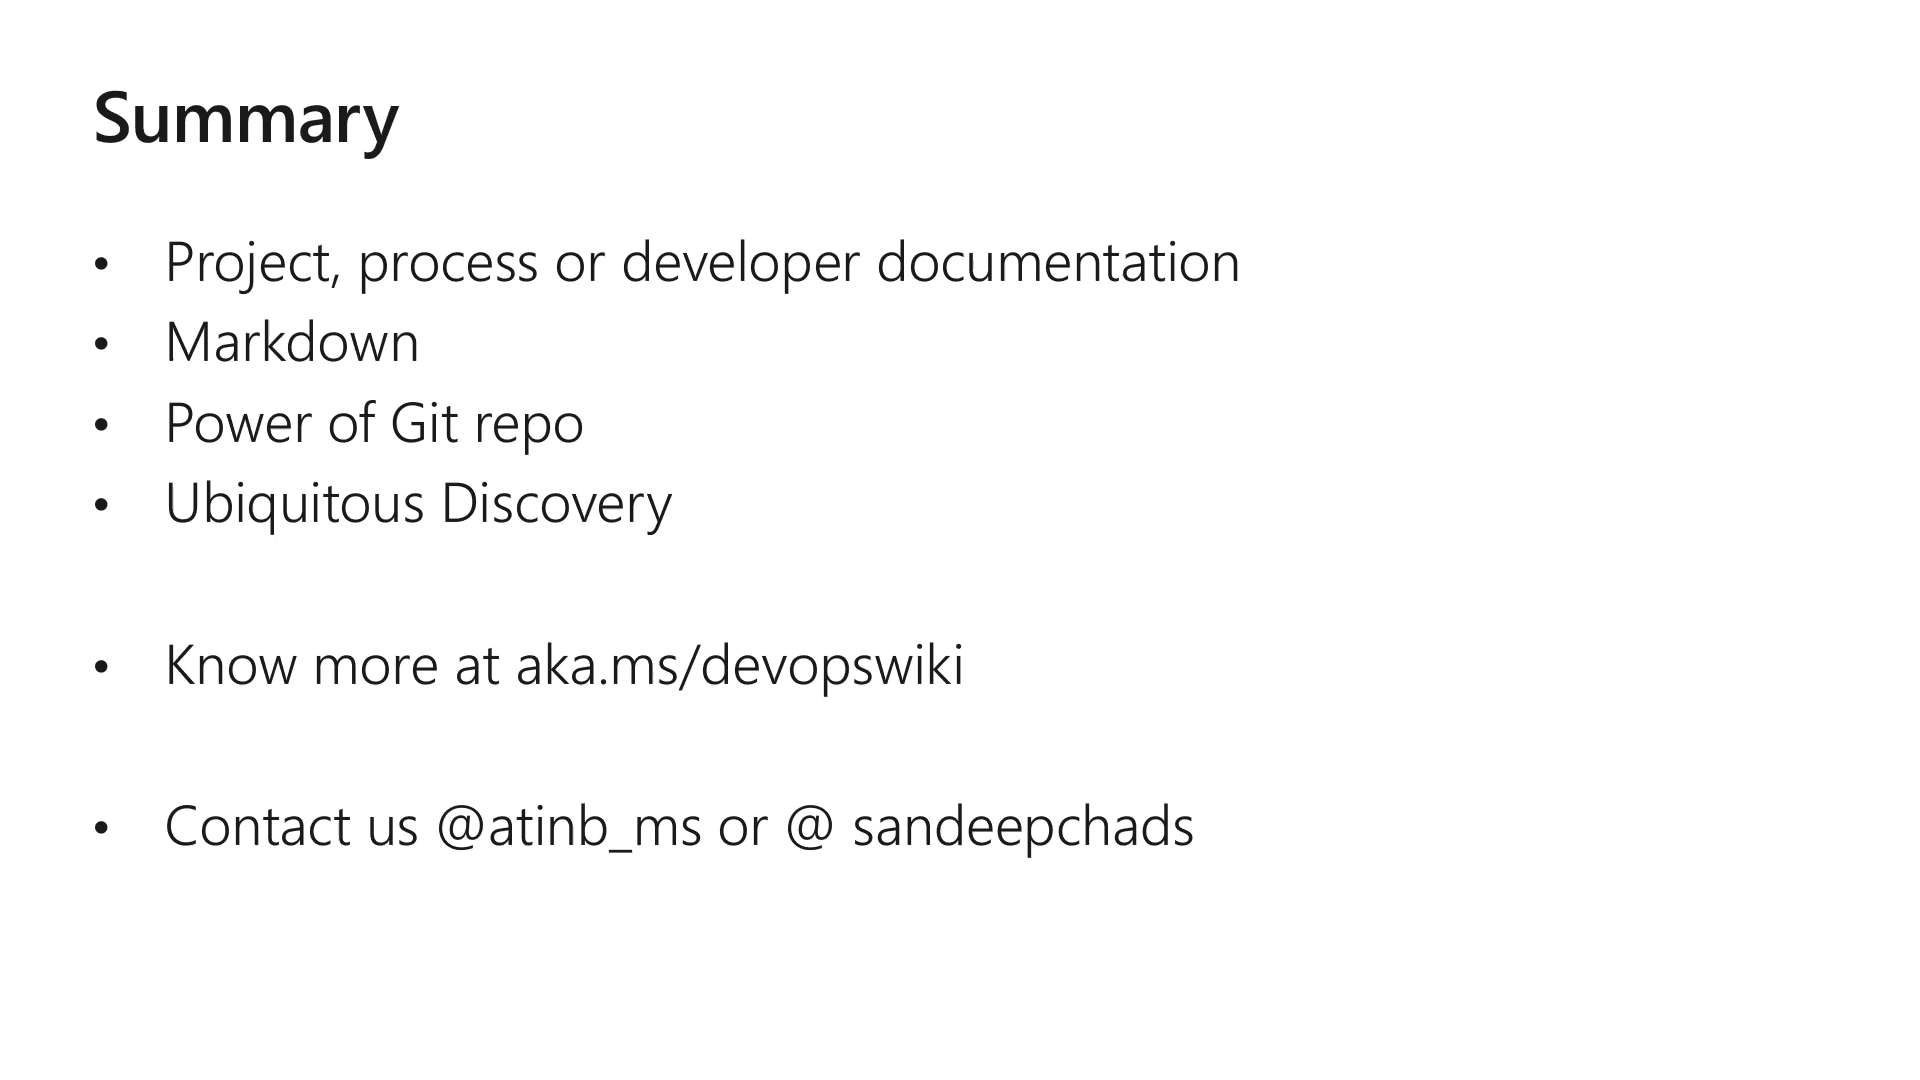 Summary
• Project, process or developer documentation
• Markdown
• Power of Git repo
• Ubiquitous Discovery
• Know more at aka.ms/devopswiki
• Contact us @atinb_ms or @ sandeepchads